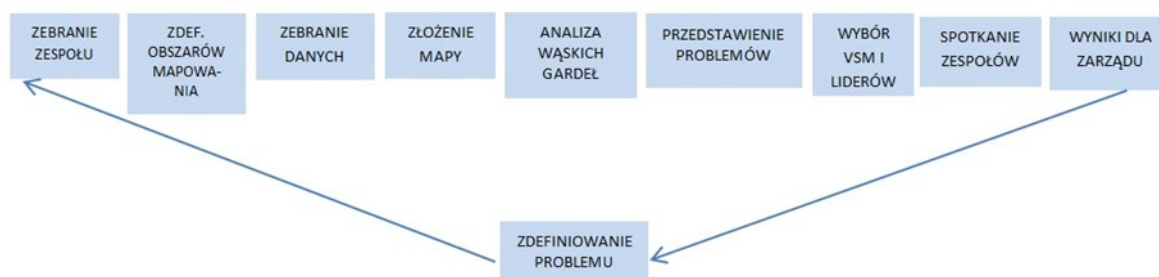 ZEBRANIE
ZESPOŁU
ZDEF.
OBSZARÓW
MAPOWA-
NIA
ZEBRANIE
DANYCH
ZŁOŻENIE
MAPY
ANALIZA
WĄSKICH
GARDEŁ
PRZEDSTAWIENIE
PROBLEMÓW
WYBÓR
VSM I
LIDERÓW
SPOTKANIE
ZESPOŁÓW
WYNIKI DLA
ZARZĄDU
ZDEFINIOWANIE
PROBLEMU